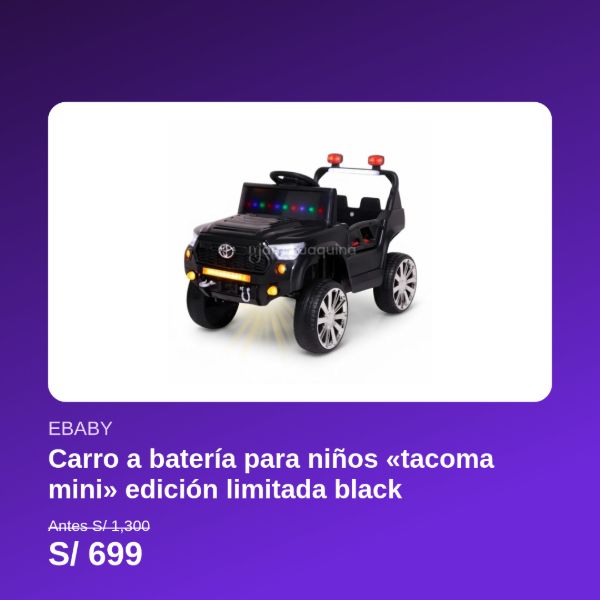 EBABY
Carro a batería para niños «tacoma
mini» edición limitada black
Antes S/ 1,300
S/ 699